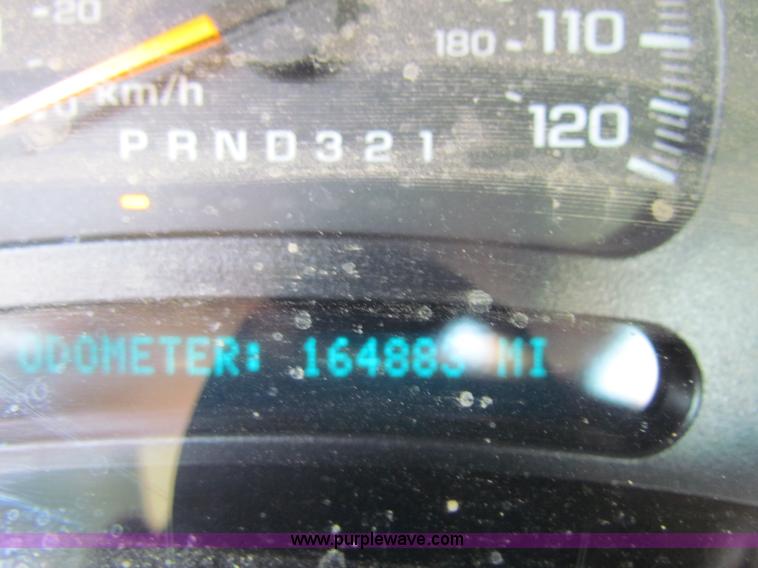 20
180 110
km/h
120
PRND321
ODOMETER: 164883 MI
www.purplewave.com